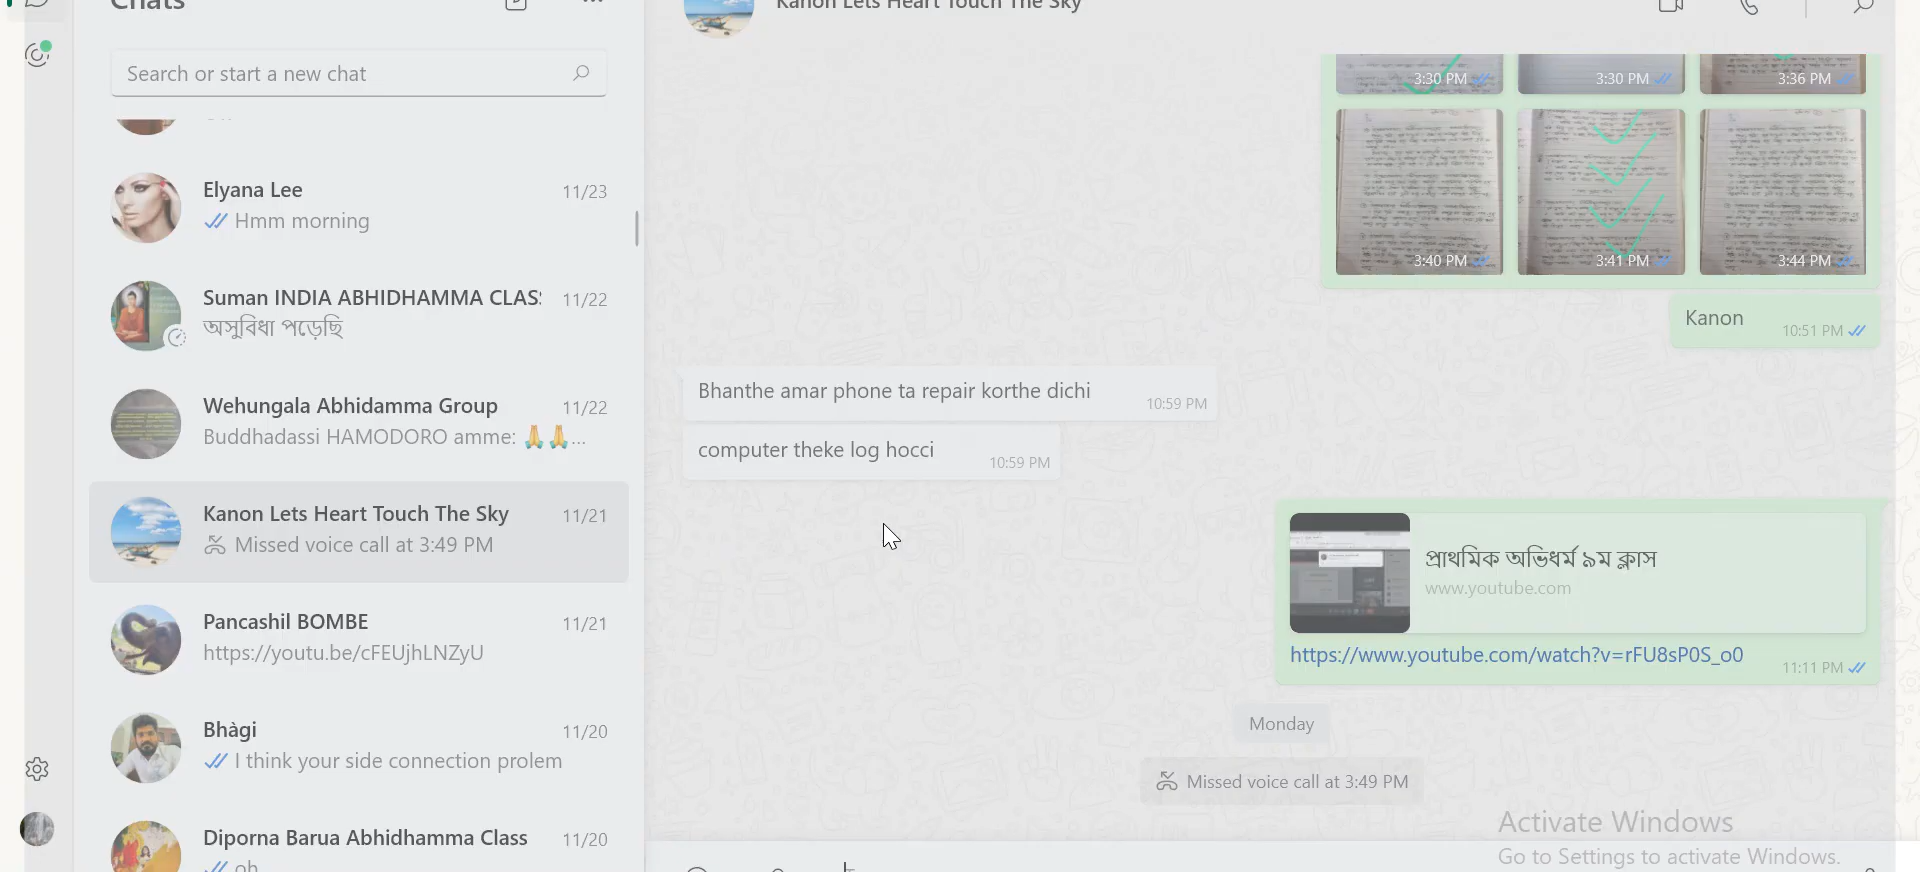 Chats
Search or start a new chat
Elyana Lee 11/23
Hmm morning
Suman INDIA ABHIDHAMMA CLAS 11/22
অসুবিধা পড়েছি
Wehungala Abhidamma Group 11/22
Buddhadassi HAMODORO amme: 🙏🙏...
Kanon Lets Heart Touch The Sky 11/21
Missed voice call at 3:49 PM
Pancashil BOMBE 11/21
https://youtu.be/cFEUjhLNZyU
Bhàgi 11/20
I think your side connection prolem
Diporna Barua Abhidhamma Class 11/20
oh
Kanon Lets Heart Touch The Sky
3:30 PM 3:30 PM 3:36 PM
3:40 PM 3:41 PM 3:44 PM
Kanon 10:51 PM
Bhanthe amar phone ta repair korthe dichi 10:59 PM
computer theke log hocci 10:59 PM
প্রাথমিক অভিধর্ম ৯ম ক্লাস
www.youtube.com
https://www.youtube.com/watch?v=rFU8sP0S_o0 11:11 PM
Monday
Missed voice call at 3:49 PM
Activate Windows
Go to Settings to activate Windows.